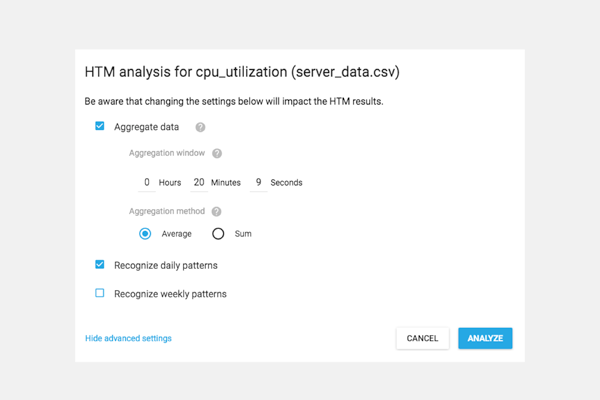 HTM analysis for cpu_utilization (server_data.csv)
Be aware that changing the settings below will impact the HTM results.
Aggregate data ?
Aggregation window ?
0 Hours 20 Minutes 9 Seconds
Aggregation method ?
Average Sum
Recognize daily patterns
Recognize weekly patterns
Hide advanced settings CANCEL ANALYZE